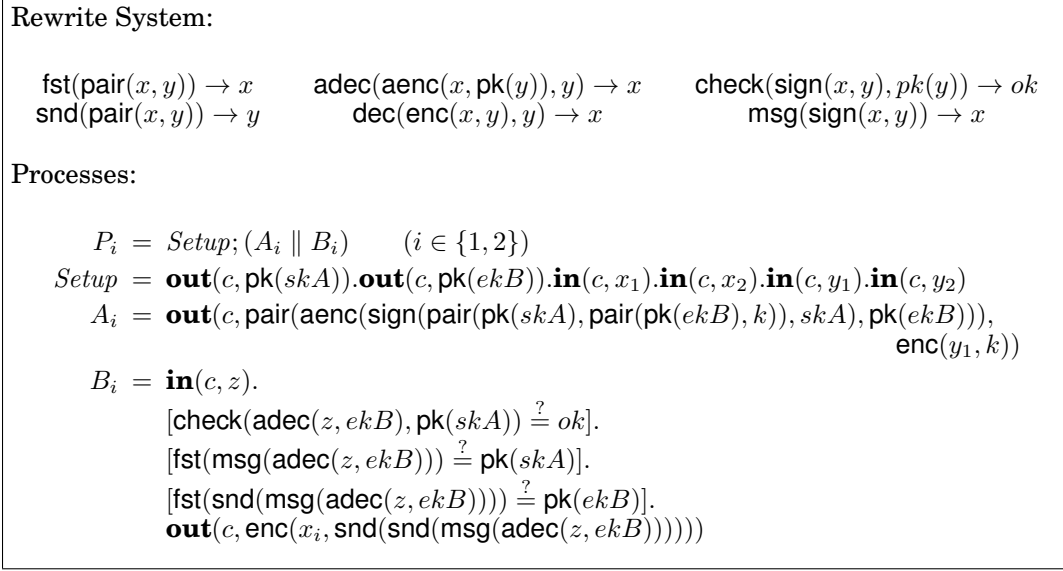 Rewrite System:
fst(pair(x, y)) → x adec(aenc(x, pk(y)), y) → x check(sign(x, y), pk(y)) → ok
snd(pair(x, y)) → y dec(enc(x, y), y) → x msg(sign(x, y)) → x
Processes:
P_i = Setup; (A_i ∥ B_i) (i ∈ {1, 2})
Setup = out(c, pk(skA)).out(c, pk(ekB)).in(c, x_1).in(c, x_2).in(c, y_1).in(c, y_2)
A_i = out(c, pair(aenc(sign(pair(pk(skA), pair(pk(ekB), k)), skA), pk(ekB))),
enc(y_1, k))
B_i = in(c, z).
[check(adec(z, ekB), pk(skA)) ≟ ok].
[fst(msg(adec(z, ekB))) ≟ pk(skA)].
[fst(snd(msg(adec(z, ekB)))) ≟ pk(ekB)].
out(c, enc(x_i, snd(snd(msg(adec(z, ekB))))))